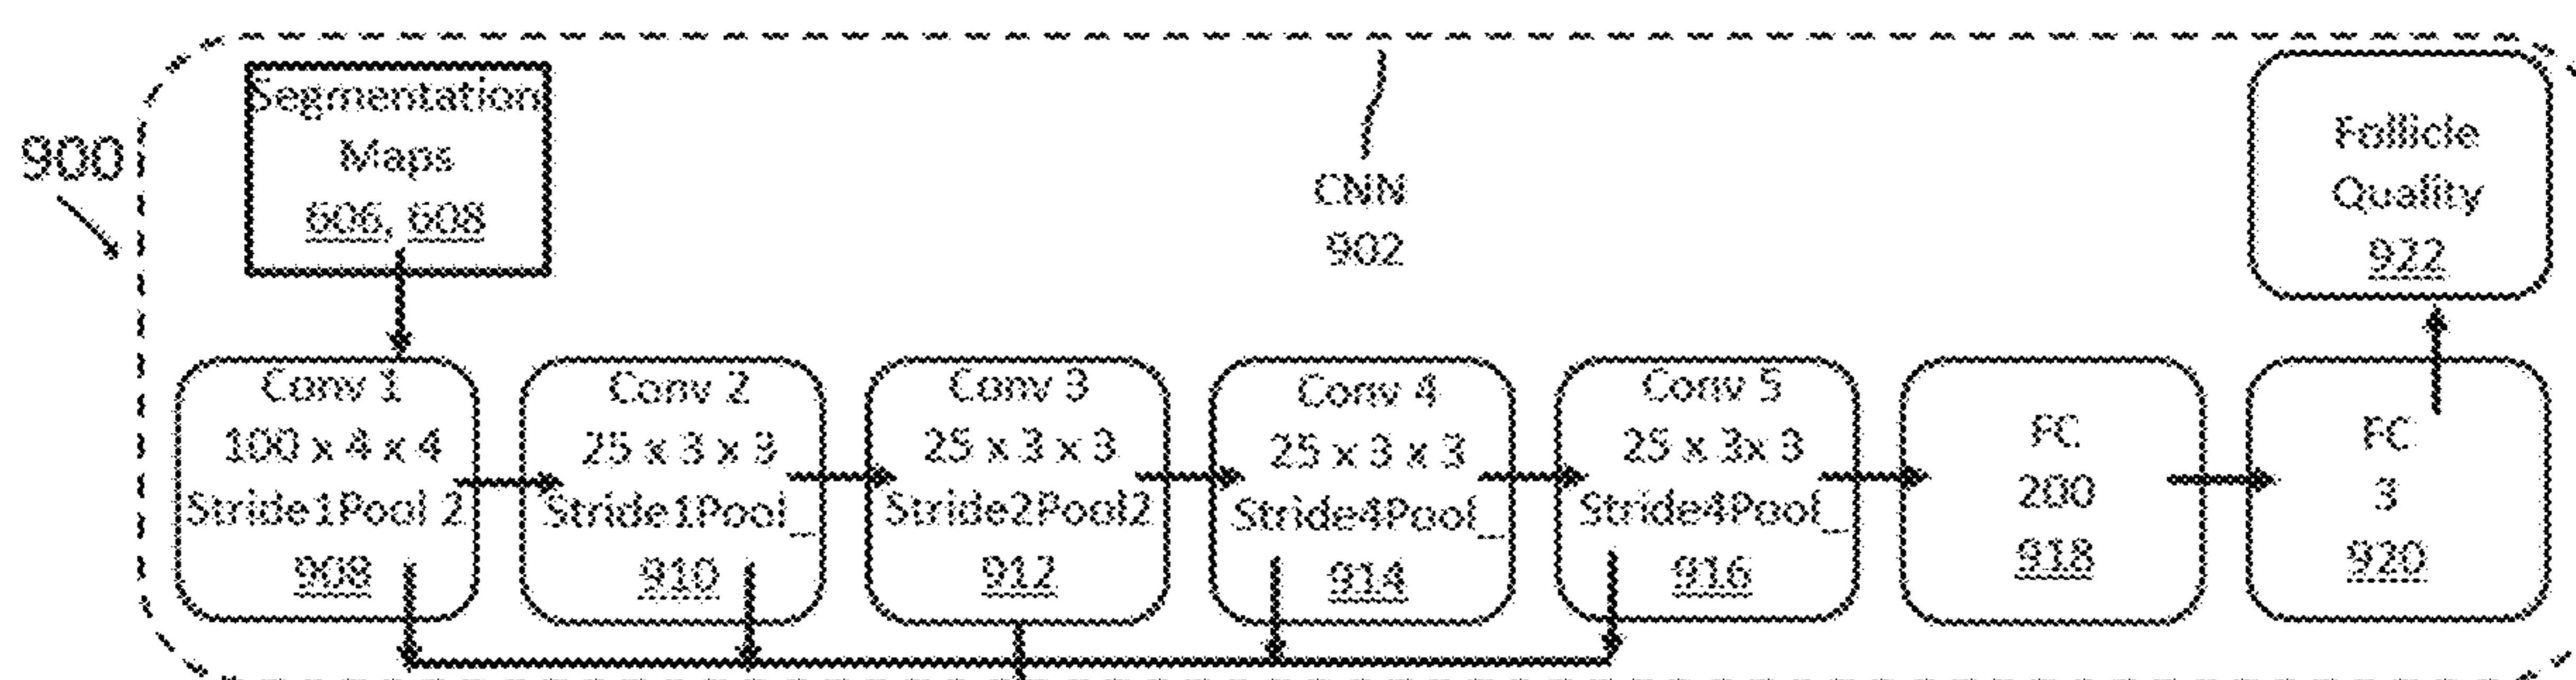 900
Segmentation
Maps
606, 608
CNN
902
Follicle
Quality
922
Conv 1
100 x 4 x 4
Stride1Pool 2
908
Conv 2
25 x 3 x 3
Stride1Pool_
910
Conv 3
25 x 3 x 3
Stride2Pool2
912
Conv 4
25 x 3 x 3
Stride4Pool_
914
Conv 5
25 x 3x 3
Stride4Pool_
916
FC
200
918
FC
3
920